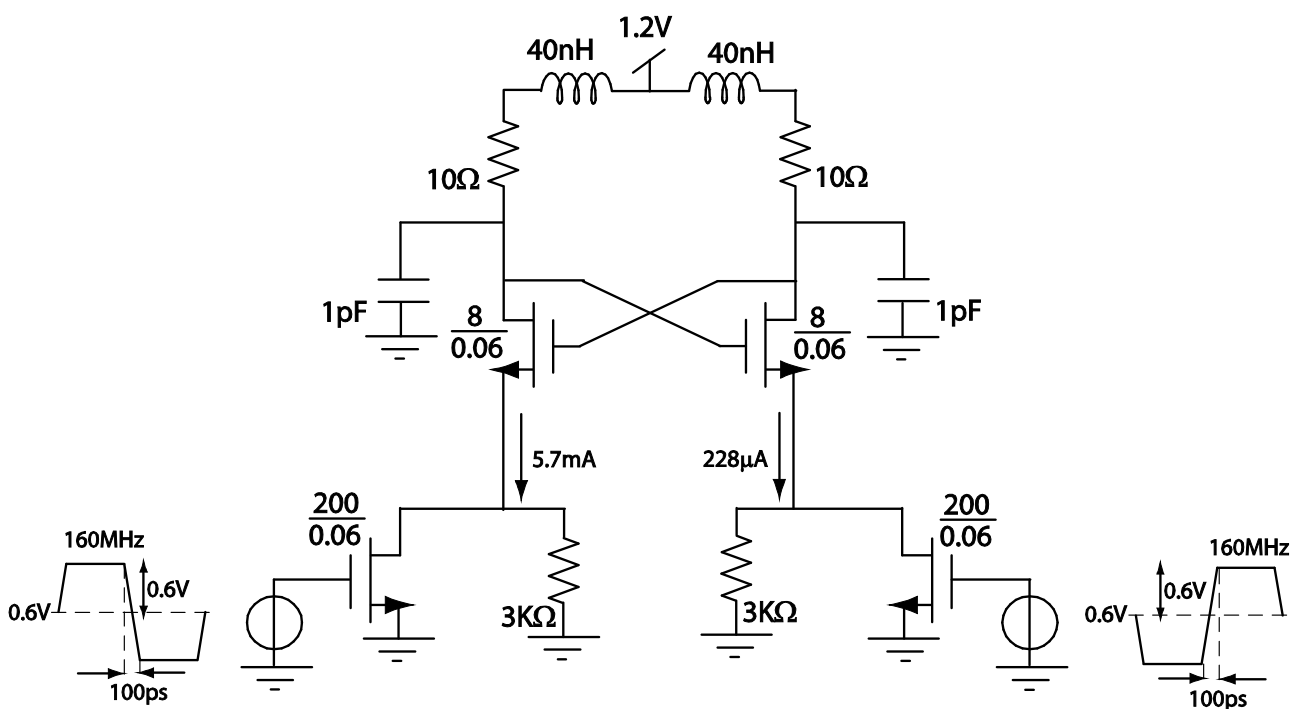 1.2V
40nH
40nH
10Ω
10Ω
1pF
8
0.06
8
0.06
1pF
5.7mA
228μA
200
0.06
200
0.06
160MHz
0.6V
0.6V
3KΩ
100ps
3KΩ
160MHz
0.6V
0.6V
100ps